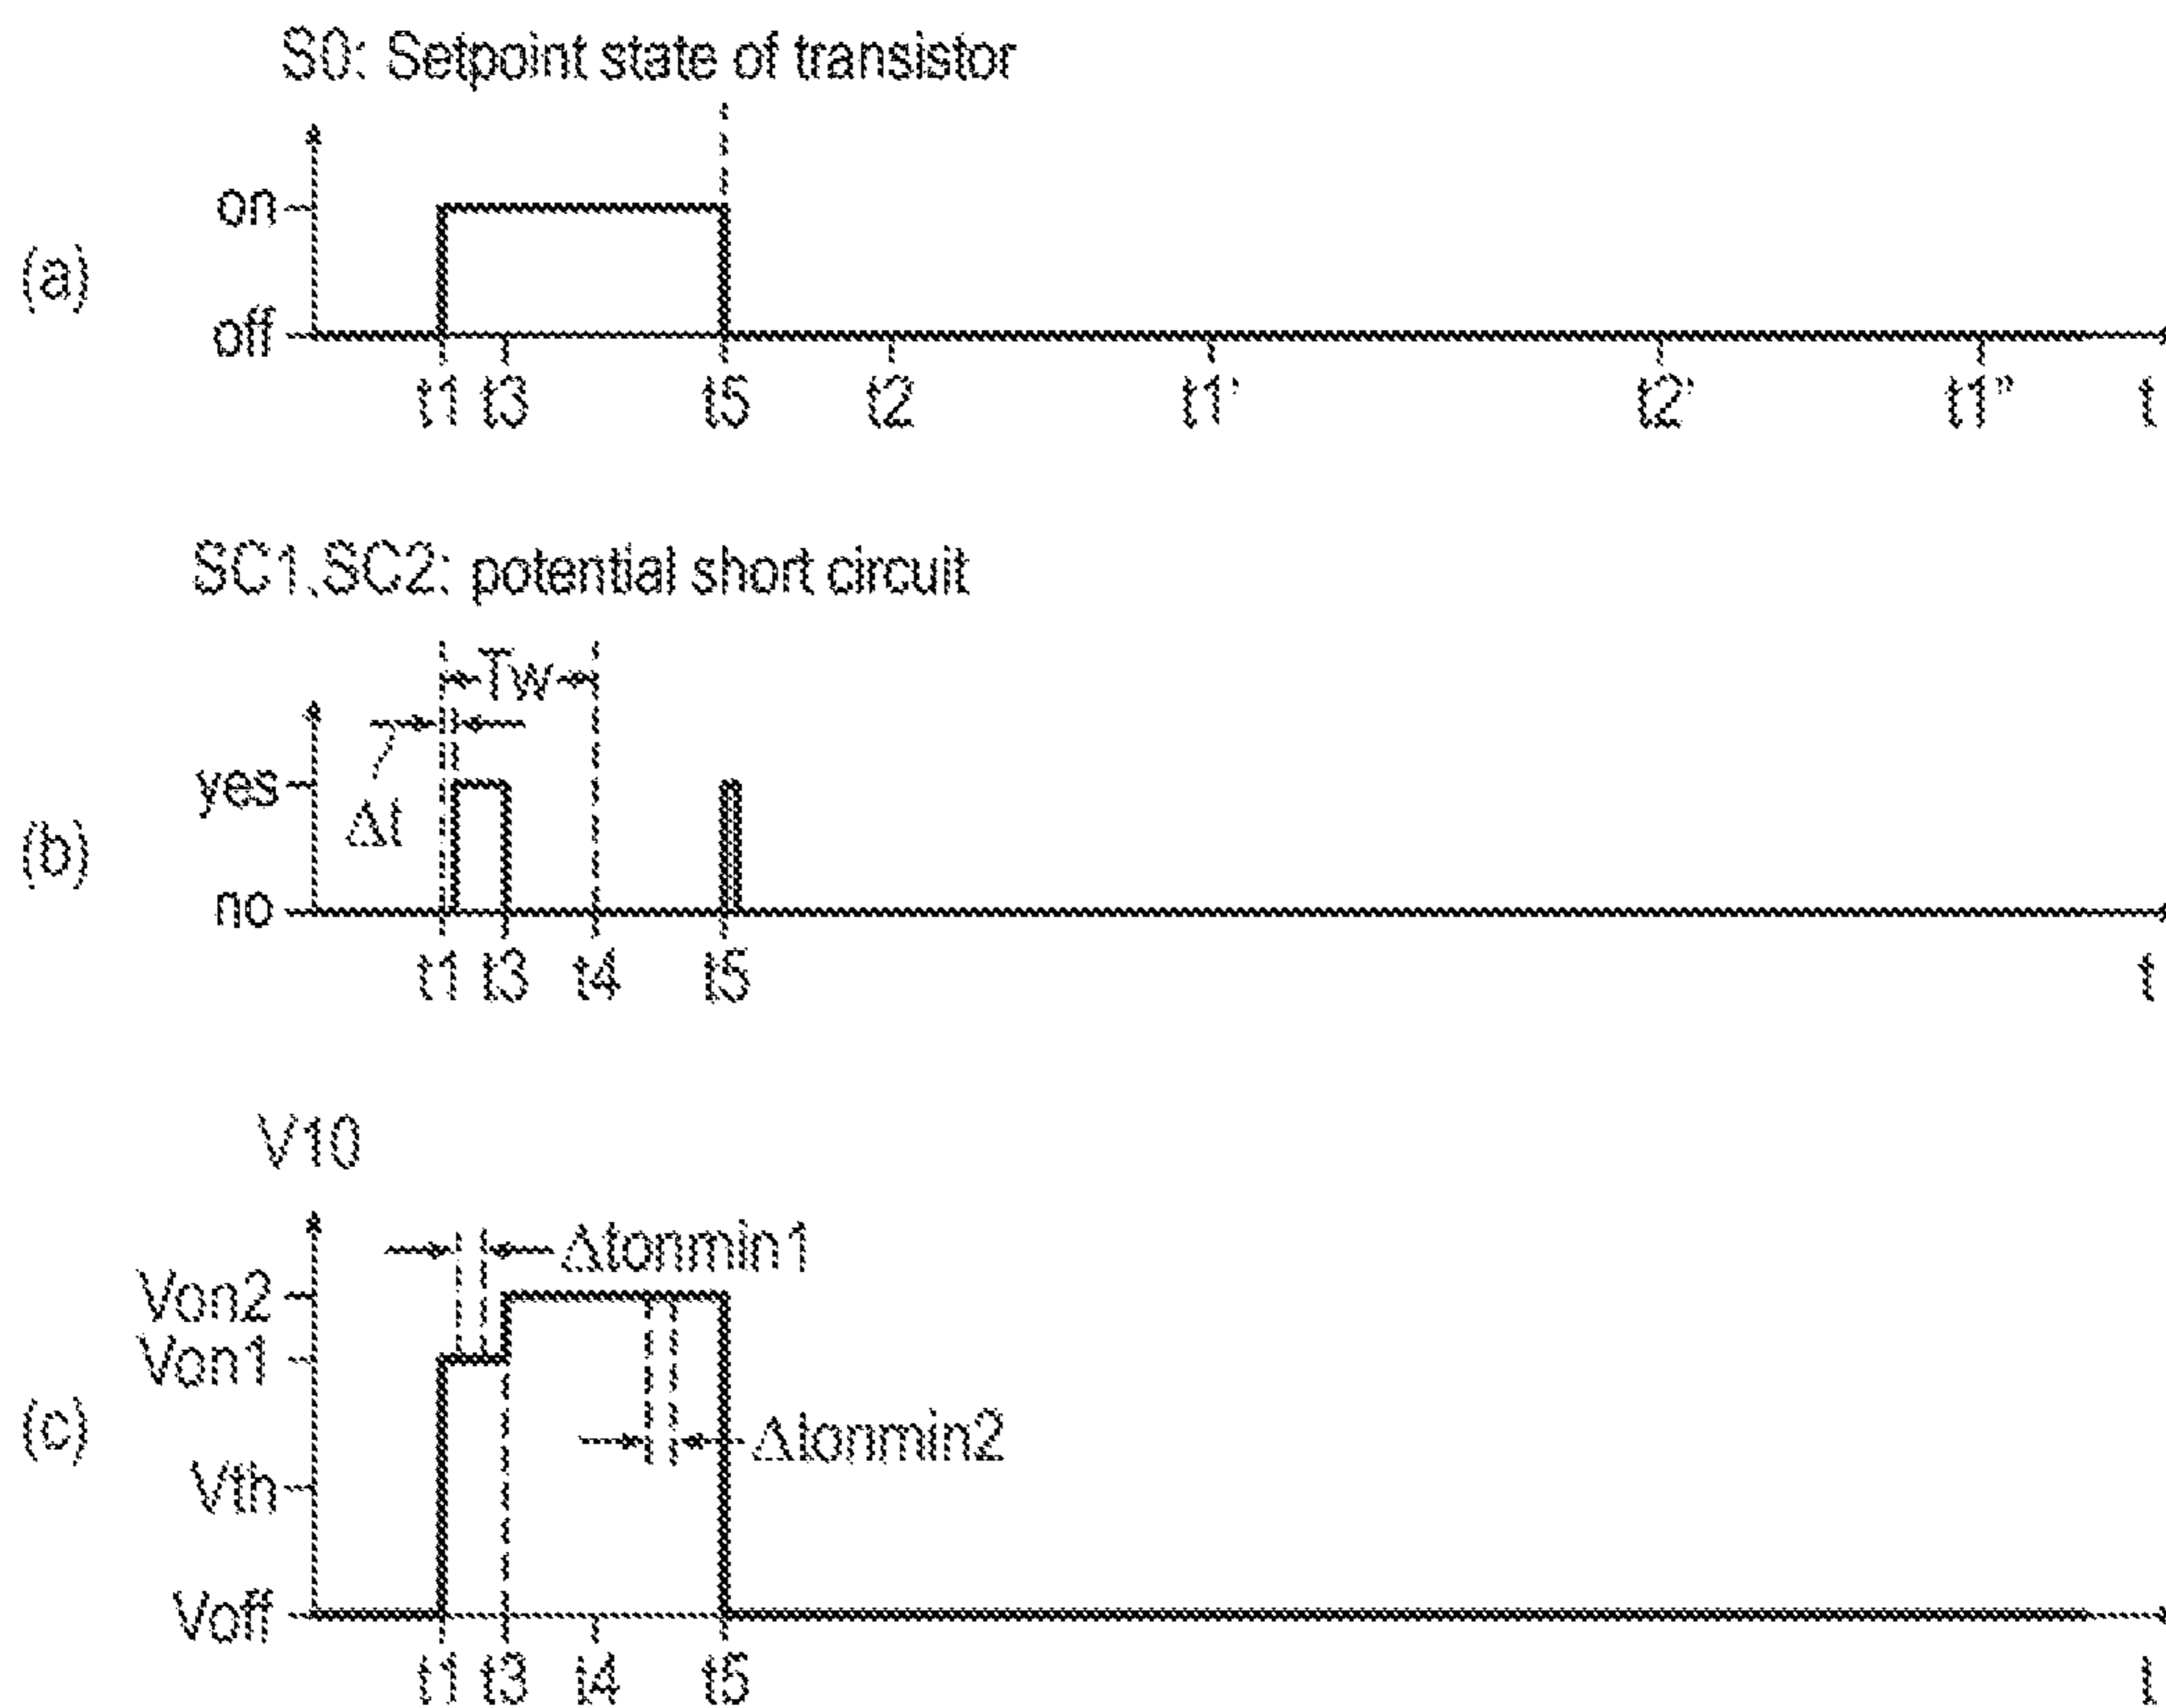 S0: Setpoint state of transistor
on
(a)
off
t1 t3 t5 t2 t1' t2' t1" t
SC1,SC2: potential short circuit
Tw
yes
Δt
(b)
no
t1 t3 t4 t5 t
V10
Δtonmin1
Von2
Von1
(c)
Δtonmin2
Vth
Voff
t1 t3 t4 t5 t